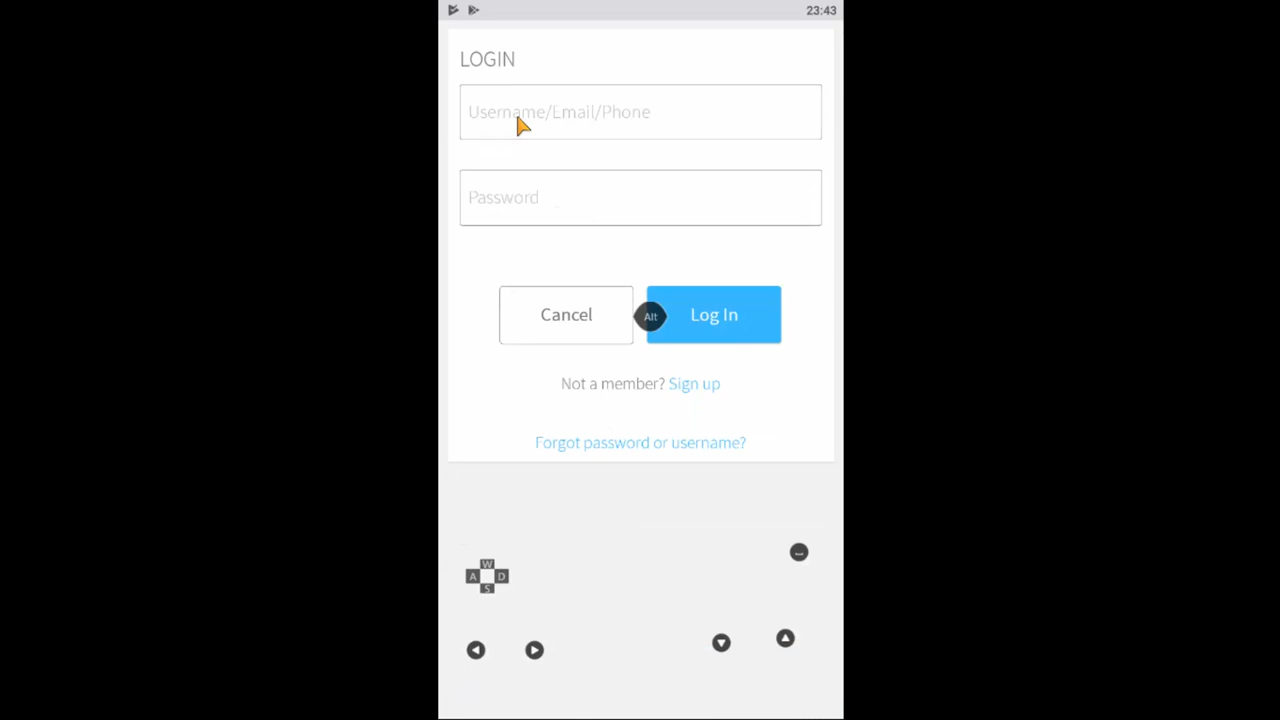 23:43
LOGIN
Username/Email/Phone
Password
Cancel
Alt
Log In
Not a member? Sign up
Forgot password or username?
W
A D
S